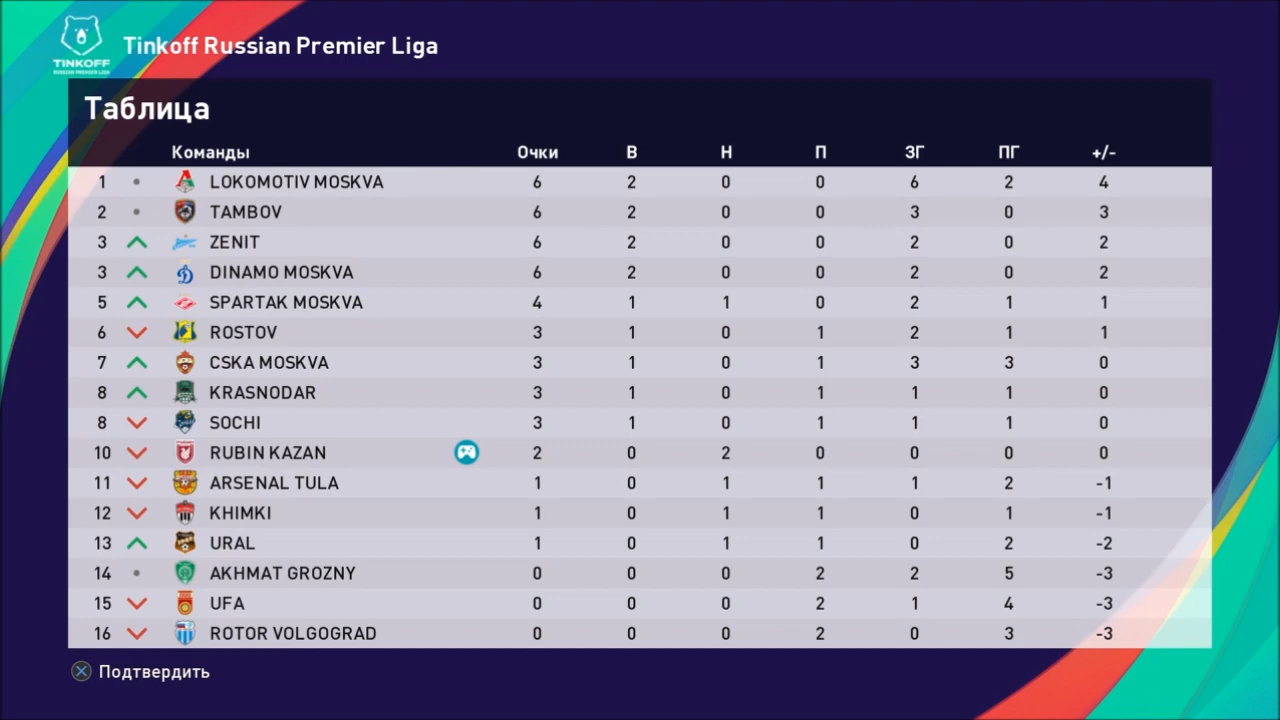 TINKOFF
RUSSIAN PREMIER LIGA
Tinkoff Russian Premier Liga
Таблица
Команды Очки В Н П ЗГ ПГ +/-
1 LOKOMOTIV MOSKVA 6 2 0 0 6 2 4
2 TAMBOV 6 2 0 0 3 0 3
3 ZENIT 6 2 0 0 2 0 2
3 DINAMO MOSKVA 6 2 0 0 2 0 2
5 SPARTAK MOSKVA 4 1 1 0 2 1 1
6 ROSTOV 3 1 0 1 2 1 1
7 CSKA MOSKVA 3 1 0 1 3 3 0
8 KRASNODAR 3 1 0 1 1 1 0
8 SOCHI 3 1 0 1 1 1 0
10 RUBIN KAZAN 2 0 2 0 0 0 0
11 ARSENAL TULA 1 0 1 1 1 2 -1
12 KHIMKI 1 0 1 1 0 1 -1
13 URAL 1 0 1 1 0 2 -2
14 AKHMAT GROZNY 0 0 0 2 2 5 -3
15 UFA 0 0 0 2 1 4 -3
16 ROTOR VOLGOGRAD 0 0 0 2 0 3 -3
Подтвердить